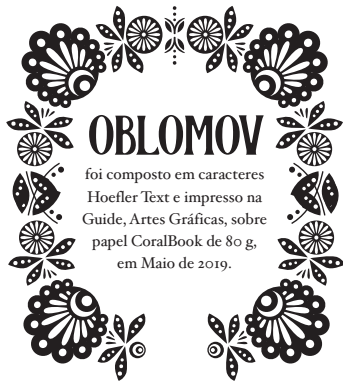 OBLOMOV
foi composto em caracteres
Hoefler Text e impresso na
Guide, Artes Gráficas, sobre
papel CoralBook de 80 g,
em Maio de 2019.